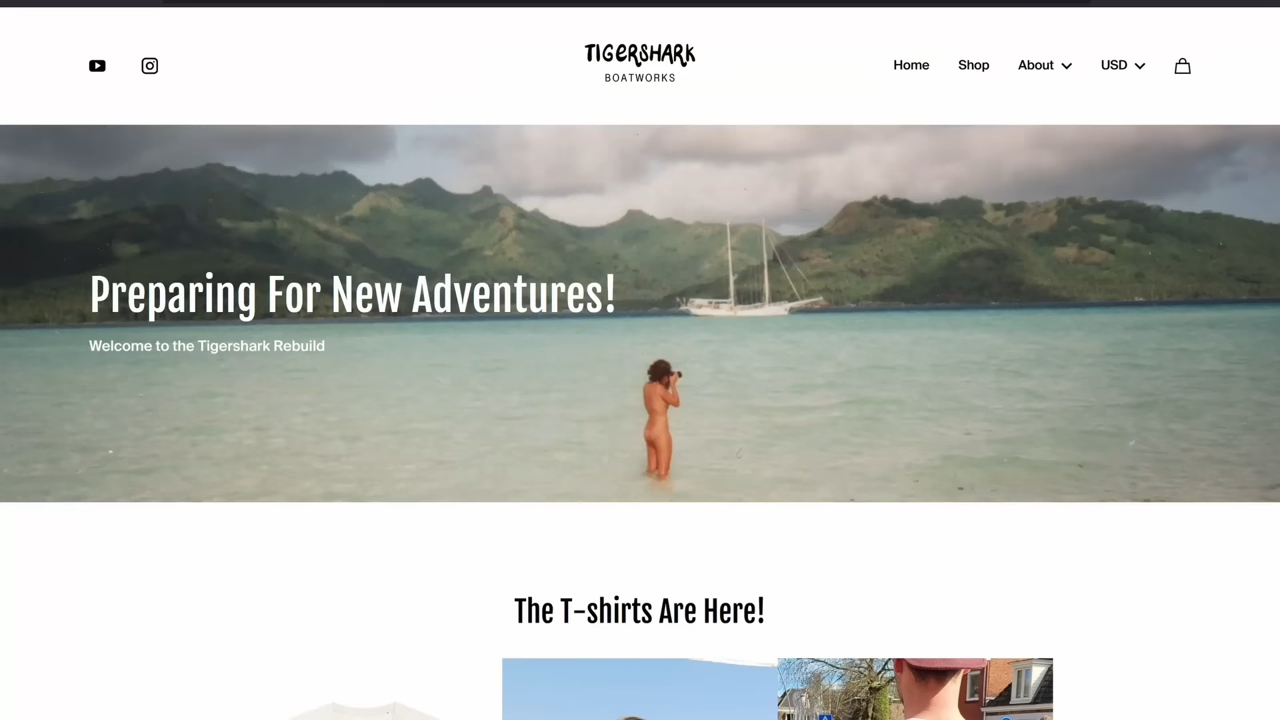 TIGERSHARK
BOATWORKS
Home
Shop
About
USD
Preparing For New Adventures!
Welcome to the Tigershark Rebuild
The T-shirts Are Here!